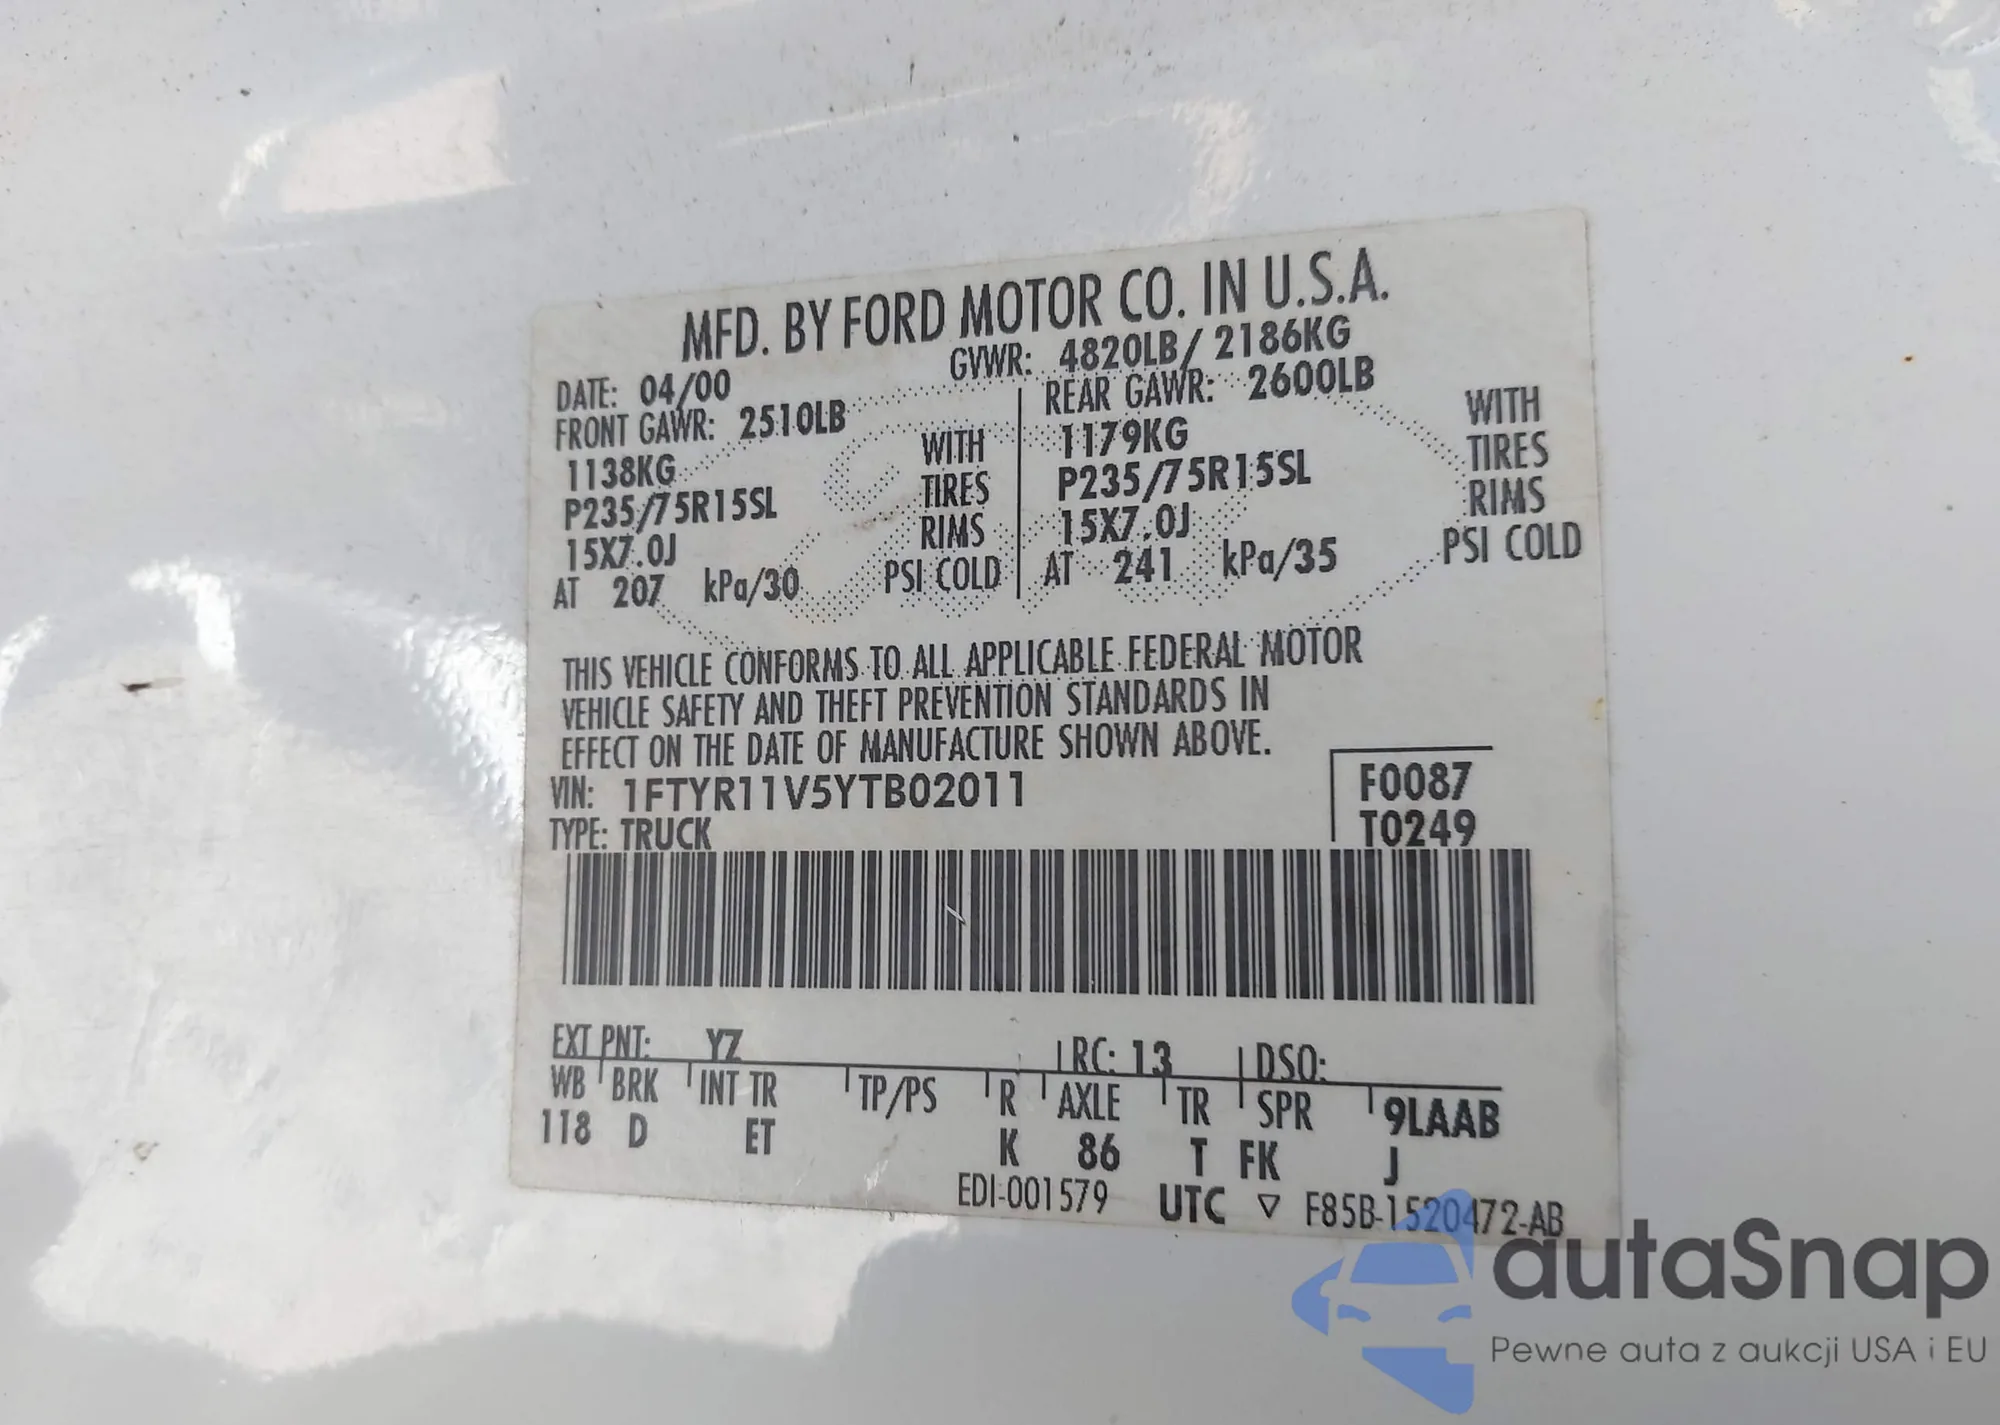 MFD. BY FORD MOTOR CO. IN U.S.A.
DATE: 04/00
GVWR: 4820LB/ 2186KG
FRONT GAWR: 2510LB
1138KG
P235/75R15SL
15X7.0J
AT 207 kPa/30
WITH
TIRES
RIMS
PSI COLD
REAR GAWR: 2600LB
1179KG
P235/75R15SL
15X7.0J
AT 241 kPa/35
WITH
TIRES
RIMS
PSI COLD
THIS VEHICLE CONFORMS TO ALL APPLICABLE FEDERAL MOTOR
VEHICLE SAFETY AND THEFT PREVENTION STANDARDS IN
EFFECT ON THE DATE OF MANUFACTURE SHOWN ABOVE.
VIN: 1FTYR11V5YTB02011
TYPE: TRUCK
F0087
T0249
EXT PNT: YZ RC: 13 DSO:
WB BRK INT TR TP/PS R AXLE TR SPR 9LAAB
118 D ET K 86 T FK J
EDI-001579 UTC ▽ F85B-1520472-AB
autaSnap
Pewne auta z aukcji USA i EU